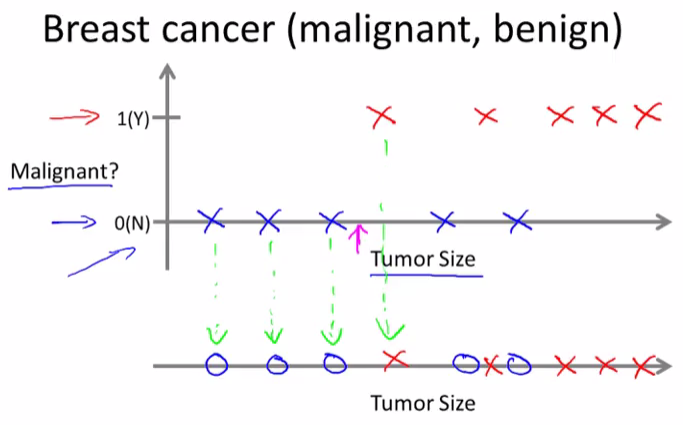 Breast cancer (malignant, benign)
1(Y)
Malignant?
0(N)
Tumor Size
Tumor Size